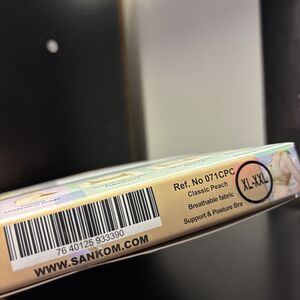 Ref. No 071CPC
Classic Peach
Breathable fabric
Support & Posture Bra
XL-XXL
76 40125 933390
WWW.SANKOM.COM